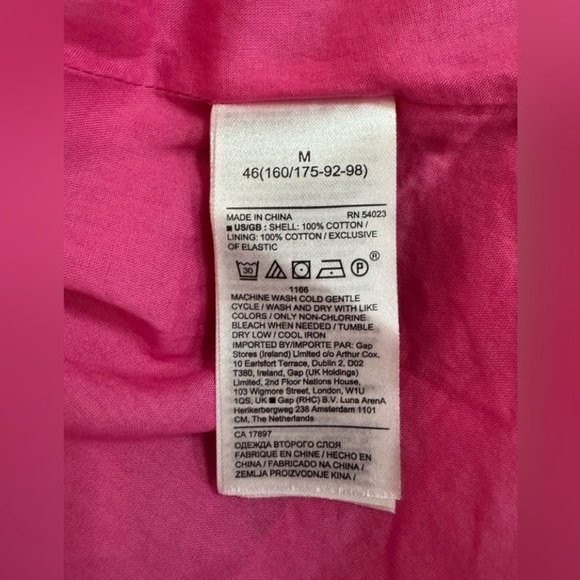 M
46(160/175-92-98)
MADE IN CHINA RN 54023
■ US/GB : SHELL: 100% COTTON /
LINING: 100% COTTON / EXCLUSIVE
OF ELASTIC
30 P ®
1166
MACHINE WASH COLD GENTLE
CYCLE / WASH AND DRY WITH LIKE
COLORS / ONLY NON-CHLORINE
BLEACH WHEN NEEDED / TUMBLE
DRY LOW / COOL IRON
IMPORTED BY/IMPORTE PAR: Gap
Stores (Ireland) Limited c/o Arthur Cox,
10 Earlsfort Terrace, Dublin 2, D02
T380, Ireland, Gap (UK Holdings)
Limited, 2nd Floor Nations House,
103 Wigmore Street, London, W1U
1QS, UK ■ Gap (RHC) B.V. Luna ArenA
Herikerbergweg 238 Amsterdam 1101
CM, The Netherlands
CA 17897
ОДЕЖДА ВТОРОГО СЛОЯ
FABRIQUE EN CHINE / HECHO EN
CHINA / FABRICADO NA CHINA /
ZEMLJA PROIZVODNJE KINA /